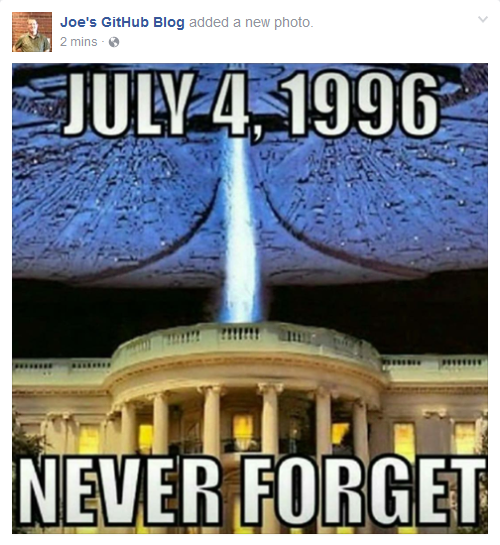 Joe's GitHub Blog added a new photo.
2 mins ·
JULY 4, 1996
NEVER FORGET